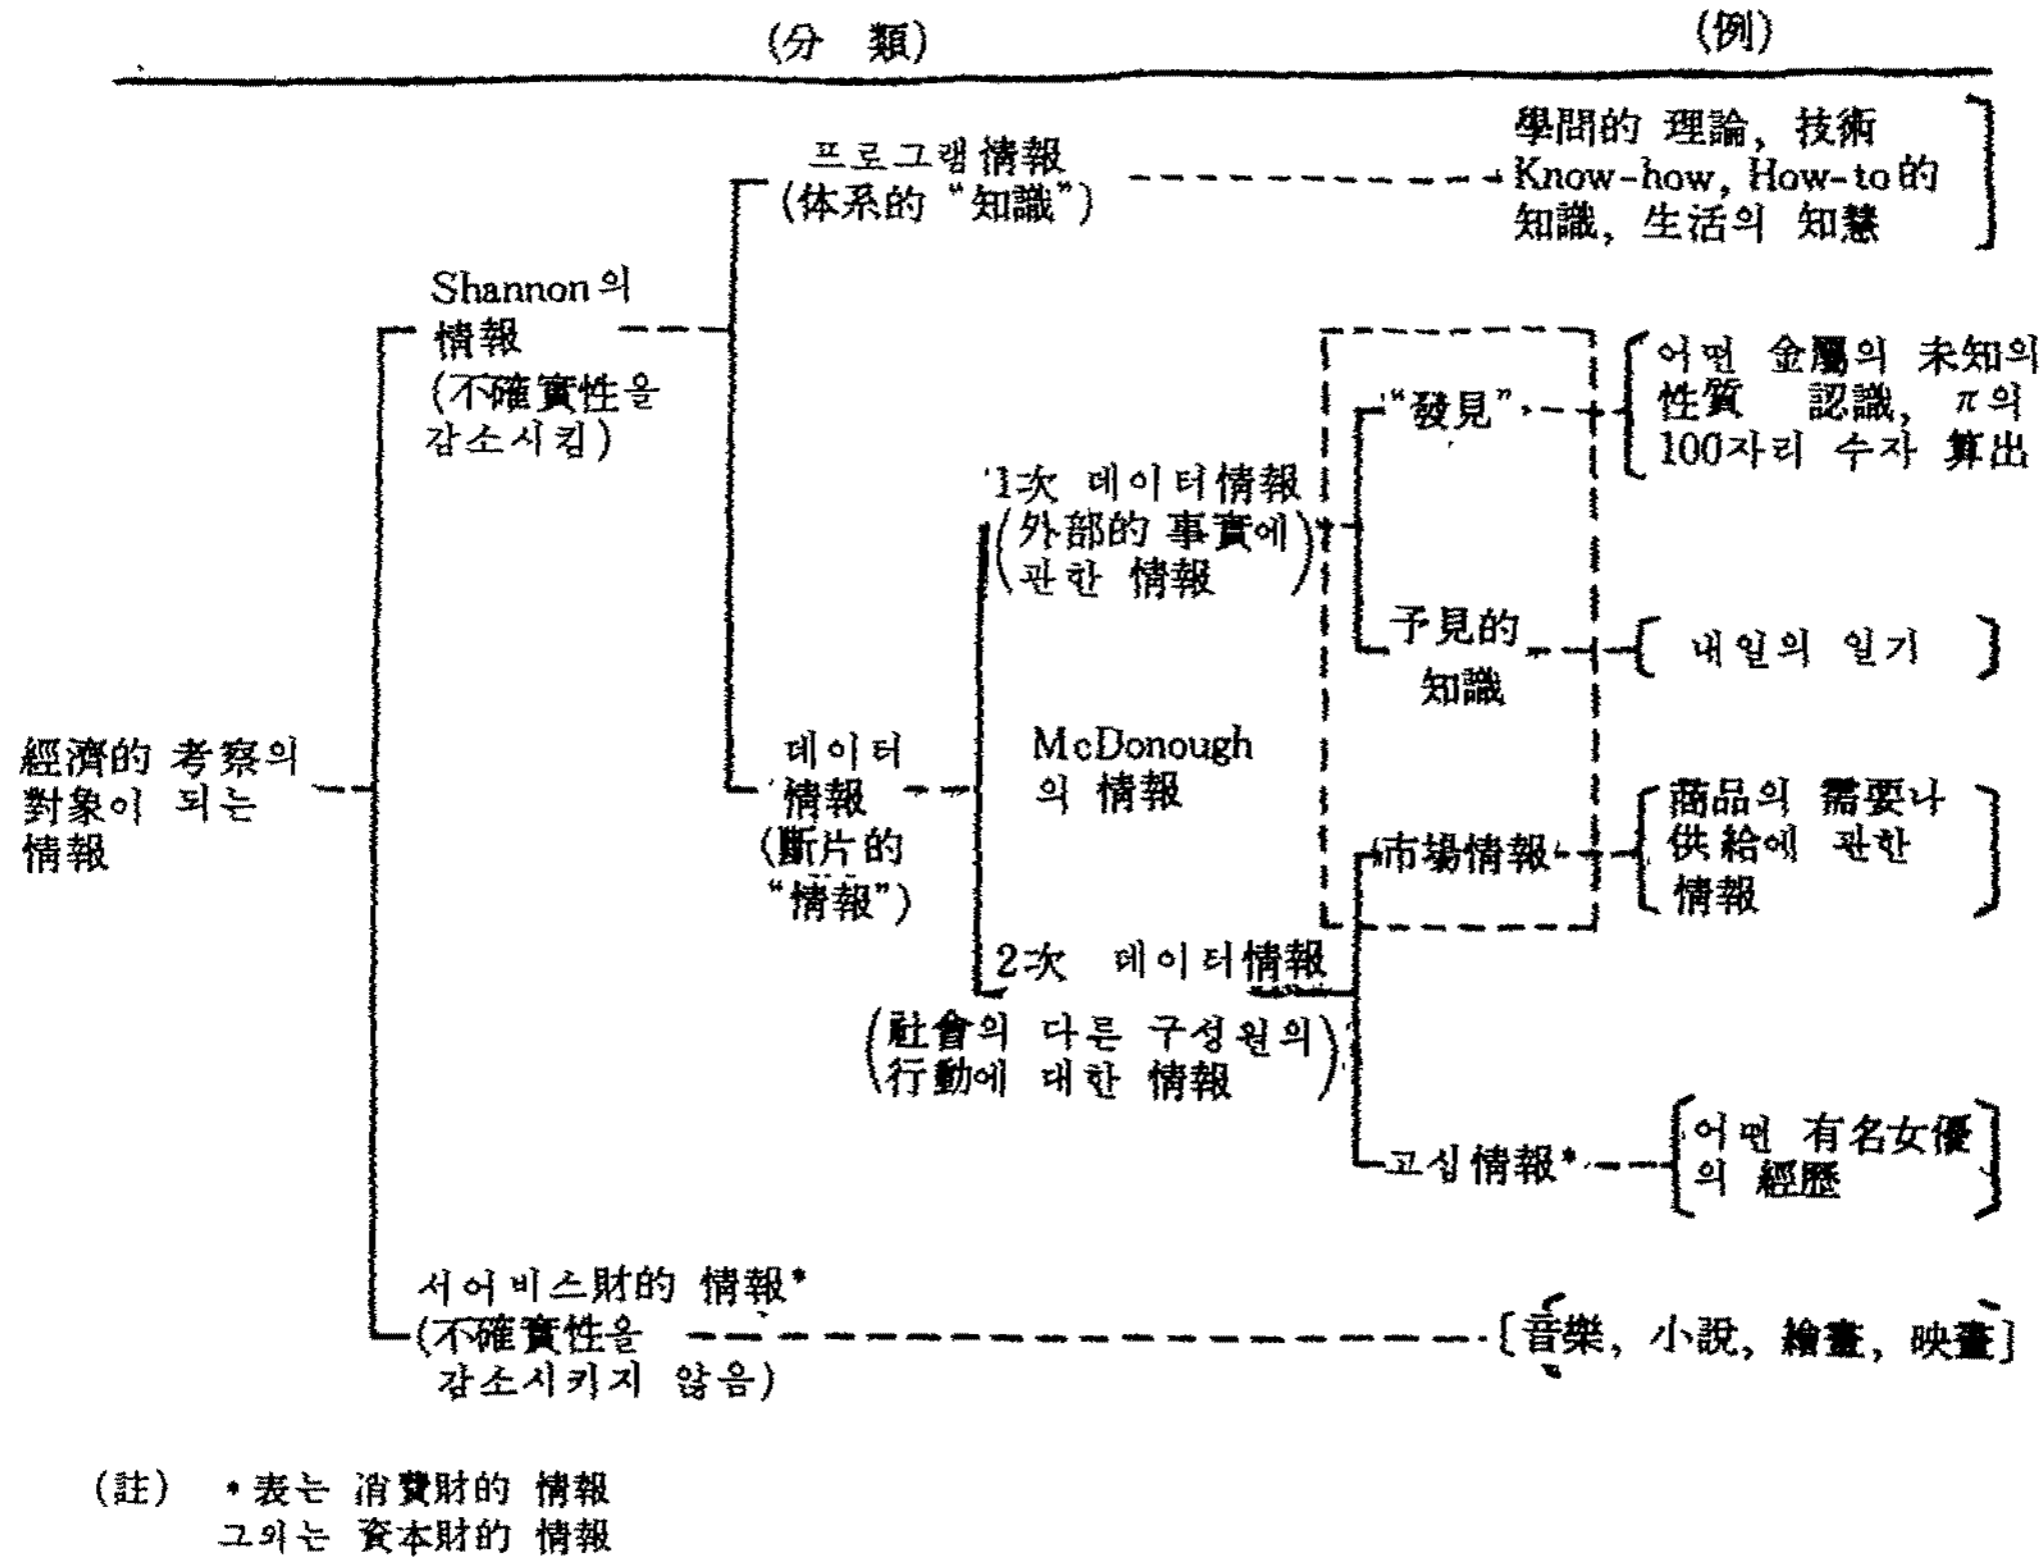 (分 類)
(例)
프로그램情報
(体系的 “知識”)
學問的 理論, 技術
Know-how, How-to的
知識, 生活의 知慧
Shannon의
情報
(不確實性을
감소시킴)
“發見”
어떤 金屬의 未知의
性質 認識, π의
100자리 수자 算出
1次 데이터情報
(外部的 事實에
관한 情報)
予見的
知識
내일의 일기
經濟的 考察의
對象이 되는
情報
데이터
情報
(斷片的
“情報”)
McDonough
의 情報
市場情報
商品의 需要나
供給에 관한
情報
2次 데이터情報
(社會의 다른 구성원의
行動에 대한 情報)
고십情報*
어떤 有名女優
의 經歷
서어비스財的 情報*
(不確實性을
감소시키지 않음)
[音樂, 小說, 繪畫, 映畫]
(註) *表는 消費財的 情報
그외는 資本財的 情報